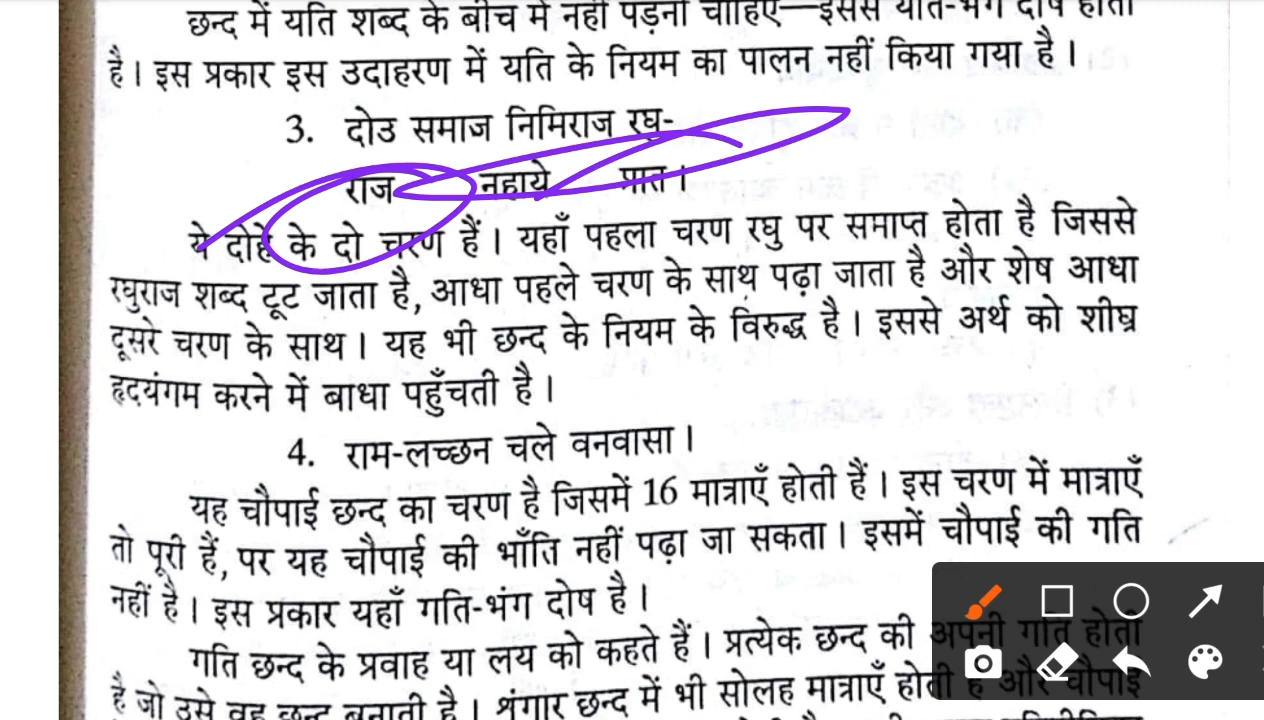 छन्द में यति शब्द के बीच में नहीं पड़नी चाहिए—इससे यति-भंग दोष होता
है। इस प्रकार इस उदाहरण में यति के नियम का पालन नहीं किया गया है।
3. दोउ समाज निमिराज रघु-
राज नहाये प्रात।
ये दोहे के दो चरण हैं। यहाँ पहला चरण रघु पर समाप्त होता है जिससे
रघुराज शब्द टूट जाता है, आधा पहले चरण के साथ पढ़ा जाता है और शेष आधा
दूसरे चरण के साथ। यह भी छन्द के नियम के विरुद्ध है। इससे अर्थ को शीघ्र
हृदयंगम करने में बाधा पहुँचती है।
4. राम-लच्छन चले वनवासा।
यह चौपाई छन्द का चरण है जिसमें 16 मात्राएँ होती हैं। इस चरण में मात्राएँ
तो पूरी हैं, पर यह चौपाई की भाँति नहीं पढ़ा जा सकता। इसमें चौपाई की गति
नहीं है। इस प्रकार यहाँ गति-भंग दोष है।
गति छन्द के प्रवाह या लय को कहते हैं। प्रत्येक छन्द की अपनी गति होती
है जो उसे वह छन्द बनाती है। शृंगार छन्द में भी सोलह मात्राएँ होती हैं और चौपाई